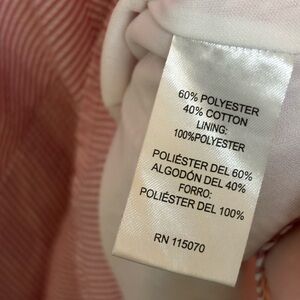 60% POLYESTER
40% COTTON
LINING:
100%POLYESTER
POLIÉSTER DEL 60%
ALGODÓN DEL 40%
FORRO:
POLIÉSTER DEL 100%
RN 115070